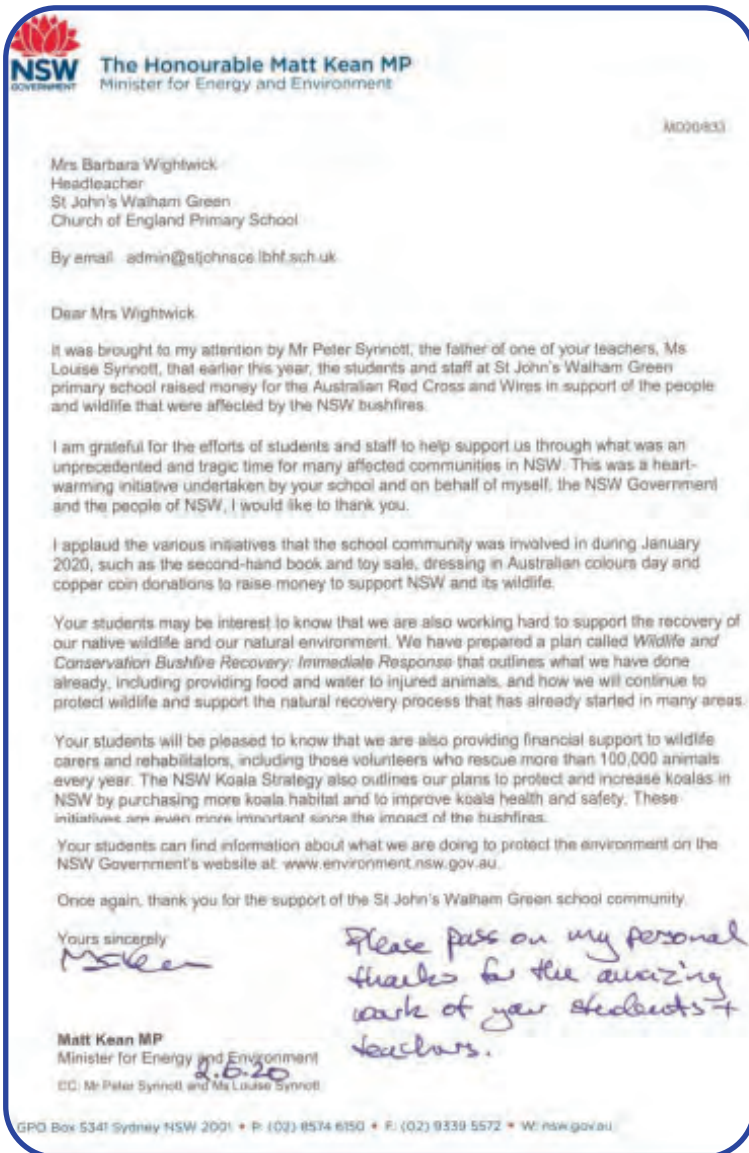 NSW
GOVERNMENT
The Honourable Matt Kean MP
Minister for Energy and Environment
MD20/833
Mrs Barbara Wightwick
Headteacher
St John's Walham Green
Church of England Primary School
By email admin@stjohnsce.lbhf.sch.uk
Dear Mrs Wightwick
It was brought to my attention by Mr Peter Synnott, the father of one of your teachers, Ms
Louise Synnott, that earlier this year, the students and staff at St John's Walham Green
primary school raised money for the Australian Red Cross and Wires in support of the people
and wildlife that were affected by the NSW bushfires.
I am grateful for the efforts of students and staff to help support us through what was an
unprecedented and tragic time for many affected communities in NSW. This was a heart-
warming initiative undertaken by your school and on behalf of myself, the NSW Government
and the people of NSW, I would like to thank you.
I applaud the various initiatives that the school community was involved in during January
2020, such as the second-hand book and toy sale, dressing in Australian colours day and
copper coin donations to raise money to support NSW and its wildlife.
Your students may be interest to know that we are also working hard to support the recovery of
our native wildlife and our natural environment. We have prepared a plan called Wildlife and
Conservation Bushfire Recovery: Immediate Response that outlines what we have done
already, including providing food and water to injured animals, and how we will continue to
protect wildlife and support the natural recovery process that has already started in many areas.
Your students will be pleased to know that we are also providing financial support to wildlife
carers and rehabilitators, including those volunteers who rescue more than 100,000 animals
every year. The NSW Koala Strategy also outlines our plans to protect and increase koalas in
NSW by purchasing more koala habitat and to improve koala health and safety. These
initiatives are even more important since the impact of the bushfires.
Your students can find information about what we are doing to protect the environment on the
NSW Government's website at www.environment.nsw.gov.au.
Once again, thank you for the support of the St John's Walham Green school community.
Yours sincerely
MKean
Please pass on my personal
thanks for the amazing
work of your students +
teachers.
Matt Kean MP
Minister for Energy and Environment
2.6.20
CC: Mr Peter Synnott and Ms Louise Synnott
GPO Box 5341 Sydney NSW 2001 • P: (02) 8574 6150 • F: (02) 9339 5572 • W: nsw.gov.au